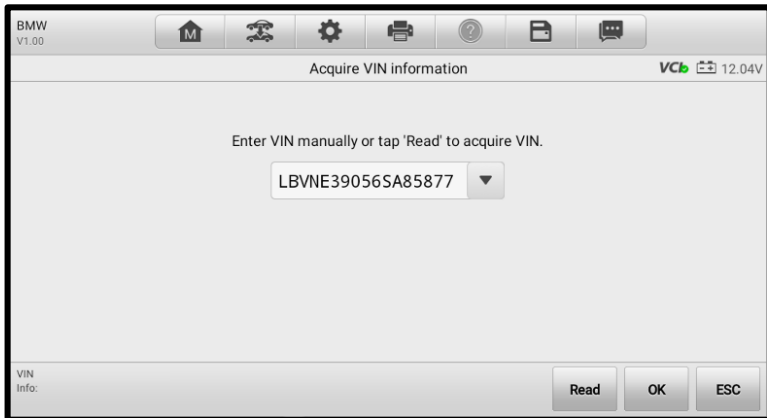 BMW
V1.00
M
?
Acquire VIN information
VCI
12.04V
Enter VIN manually or tap 'Read' to acquire VIN.
LBVNE39056SA85877
VIN
Info:
Read
OK
ESC